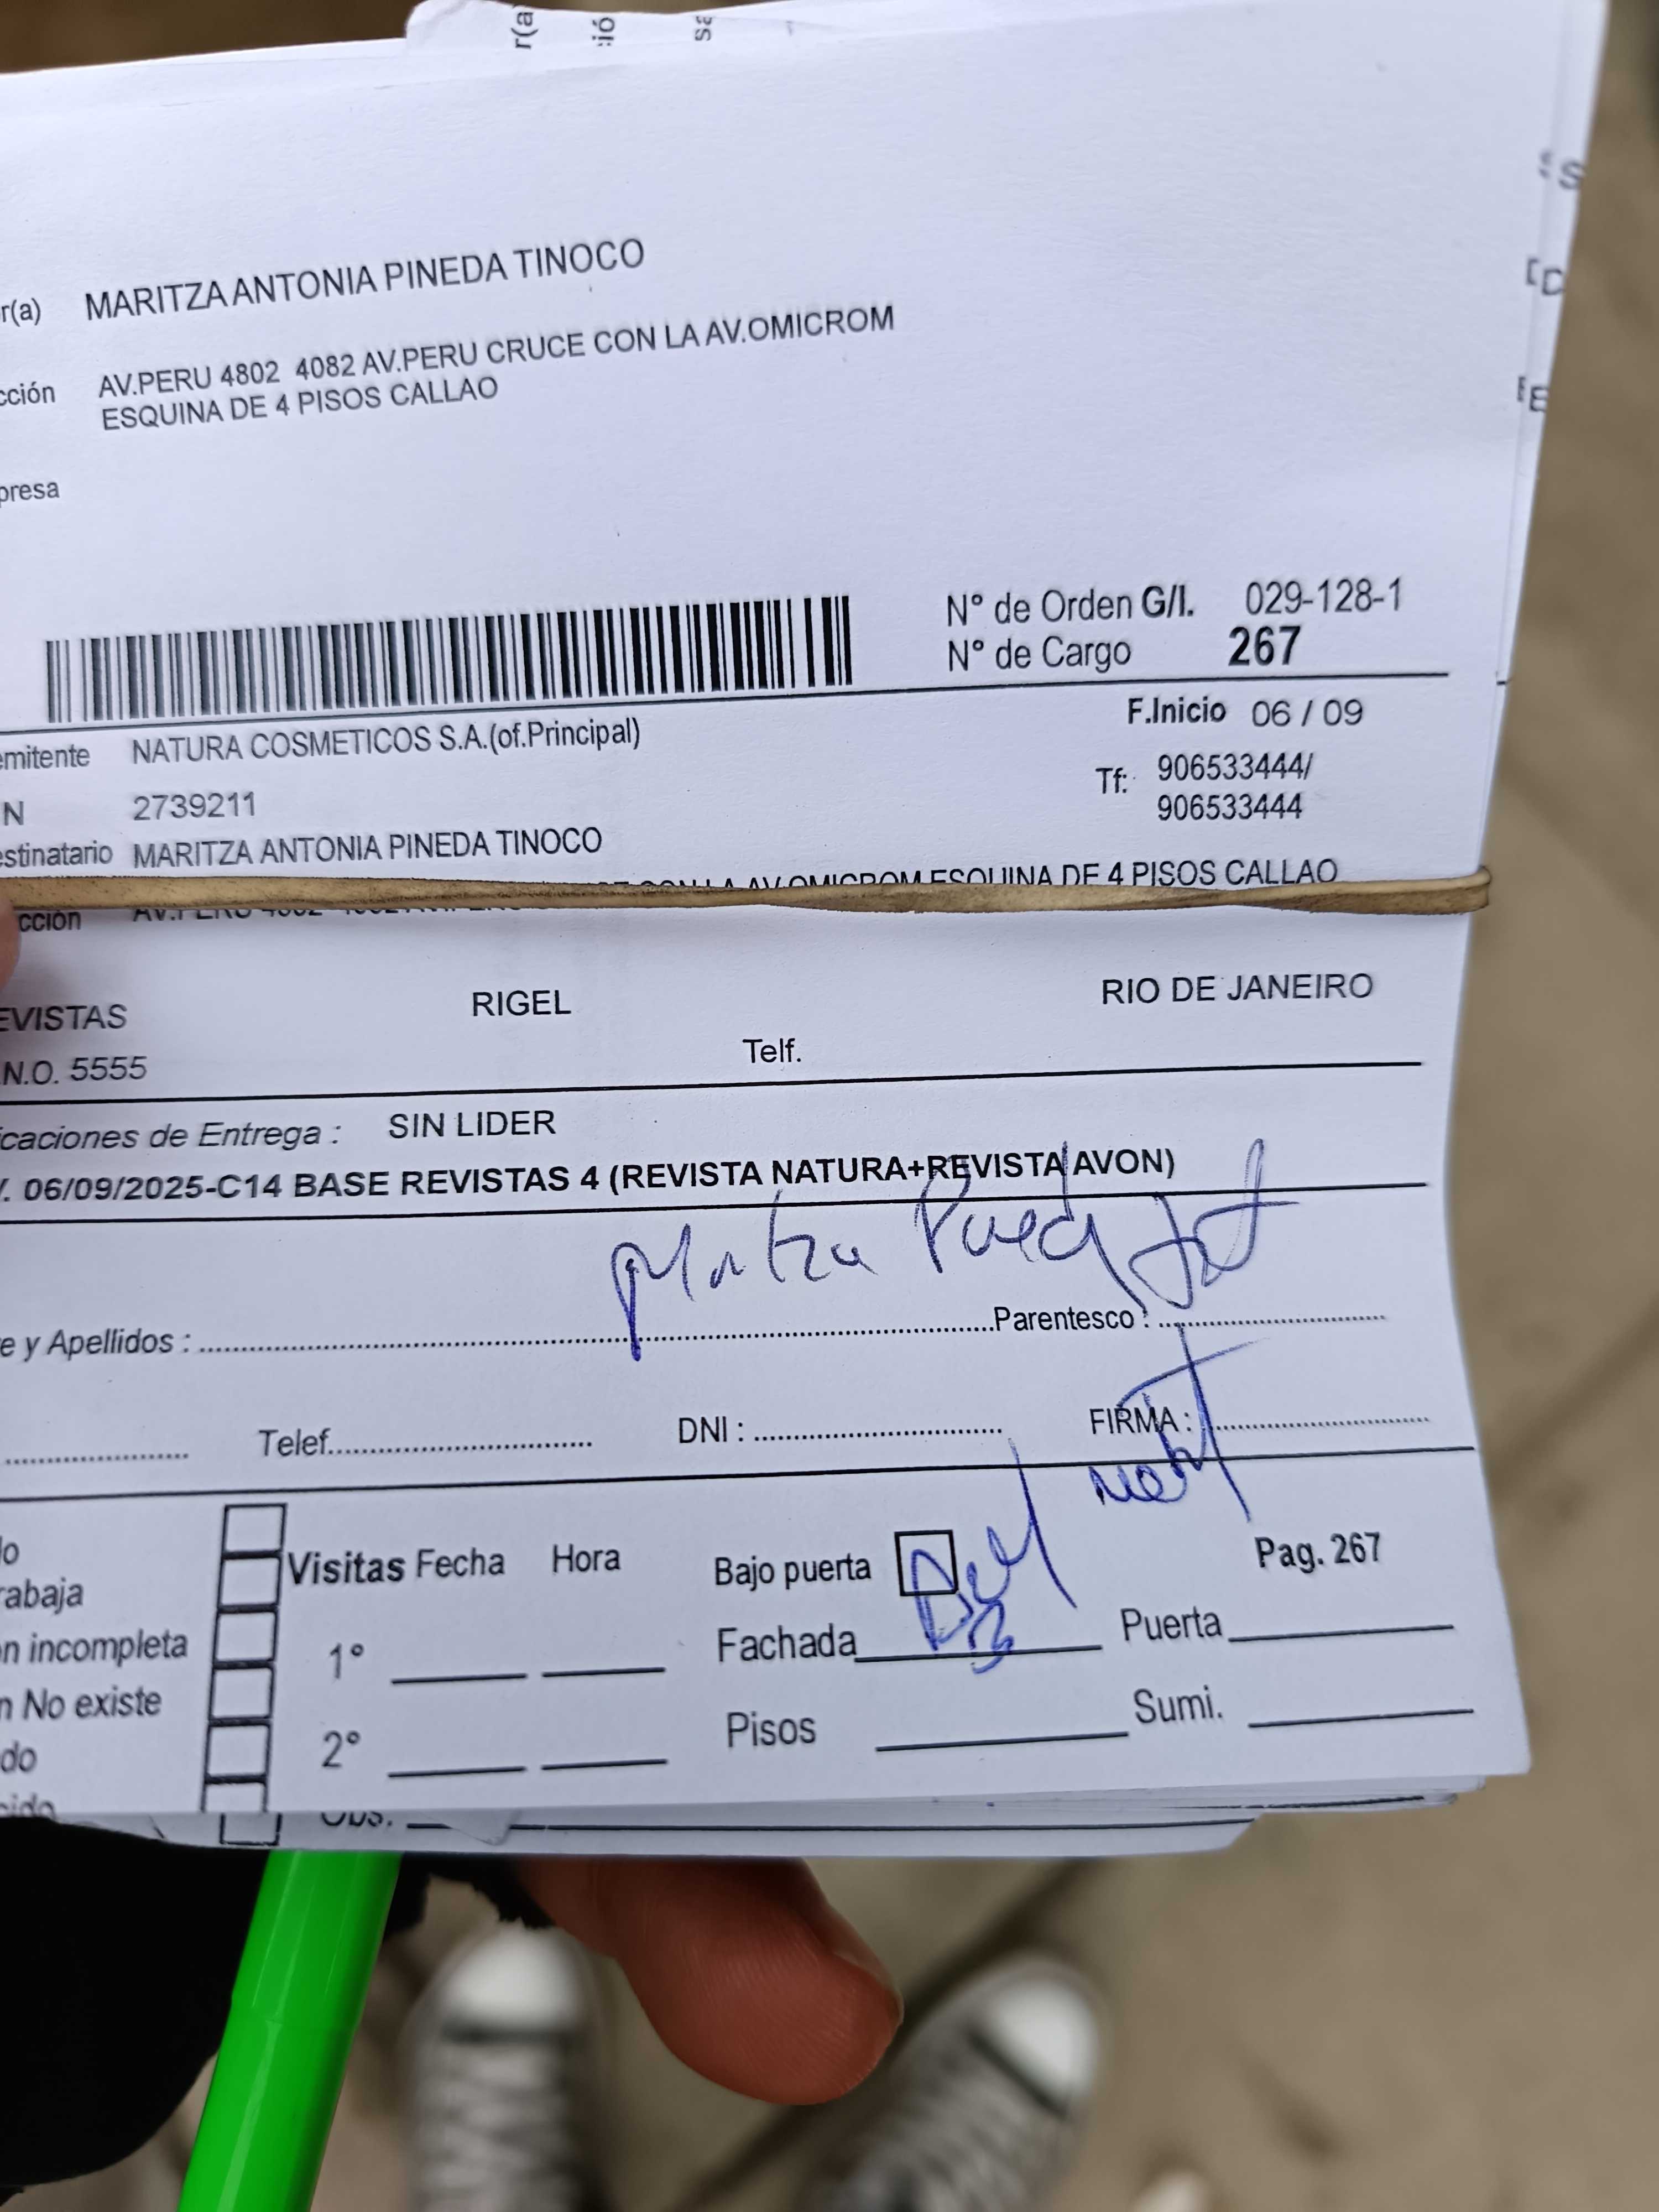 r(a
ió
r(a) MARITZA ANTONIA PINEDA TINOCO
cción AV.PERU 4802 4082 AV.PERU CRUCE CON LA AV.OMICROM
ESQUINA DE 4 PISOS CALLAO
presa
N° de Orden G/I. 029-128-1
N° de Cargo 267
F.Inicio 06 / 09
emitente NATURA COSMETICOS S.A.(of.Principal)
Tf: 906533444/
906533444
N 2739211
estinatario MARITZA ANTONIA PINEDA TINOCO
cción AV.OMICROM ESQUINA DE 4 PISOS CALLAO
EVISTAS RIGEL RIO DE JANEIRO
N.O. 5555 Telf.
icaciones de Entrega : SIN LIDER
. 06/09/2025-C14 BASE REVISTAS 4 (REVISTA NATURA+REVISTA AVON)
e y Apellidos : Parentesco :
Telef. DNI : FIRMA :
Visitas Fecha Hora Bajo puerta Pag. 267
rabaja
n incompleta 1° Fachada Puerta
n No existe
do 2° Pisos Sumi.
Obs.